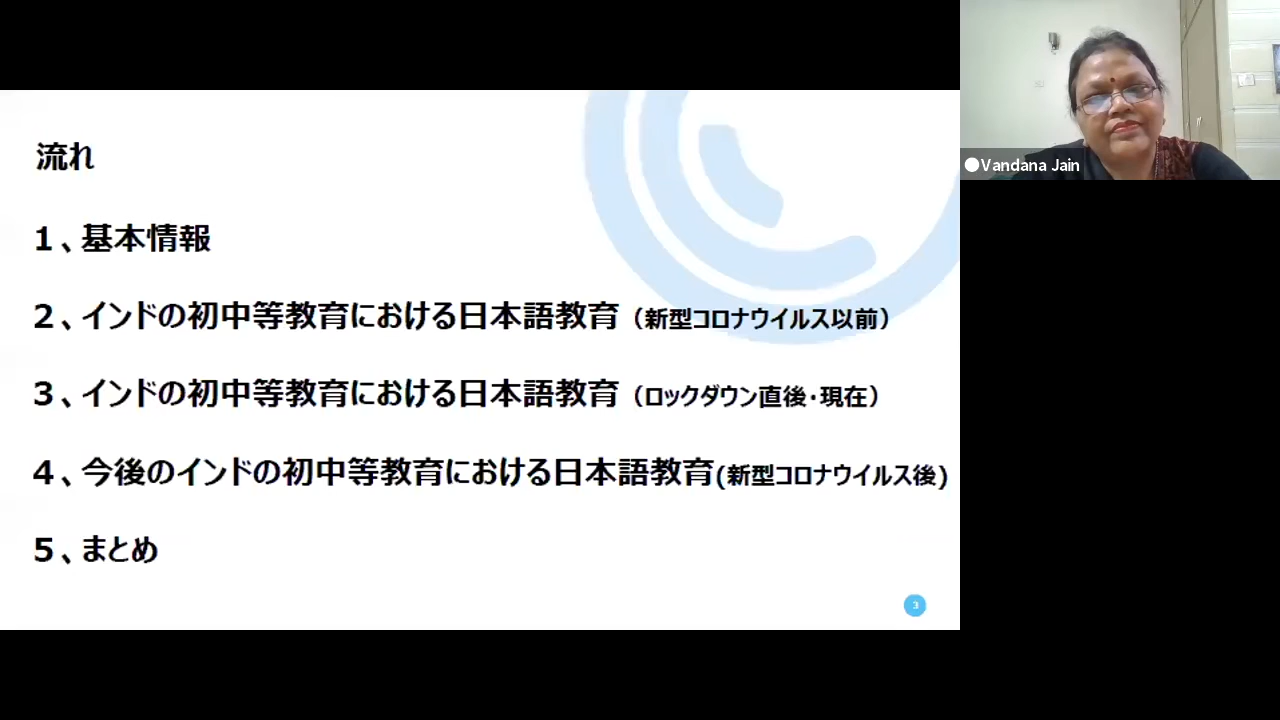 流れ
１、基本情報
２、インドの初中等教育における日本語教育（新型コロナウイルス以前）
３、インドの初中等教育における日本語教育（ロックダウン直後・現在）
４、今後のインドの初中等教育における日本語教育(新型コロナウイルス後)
５、まとめ
3
Vandana Jain